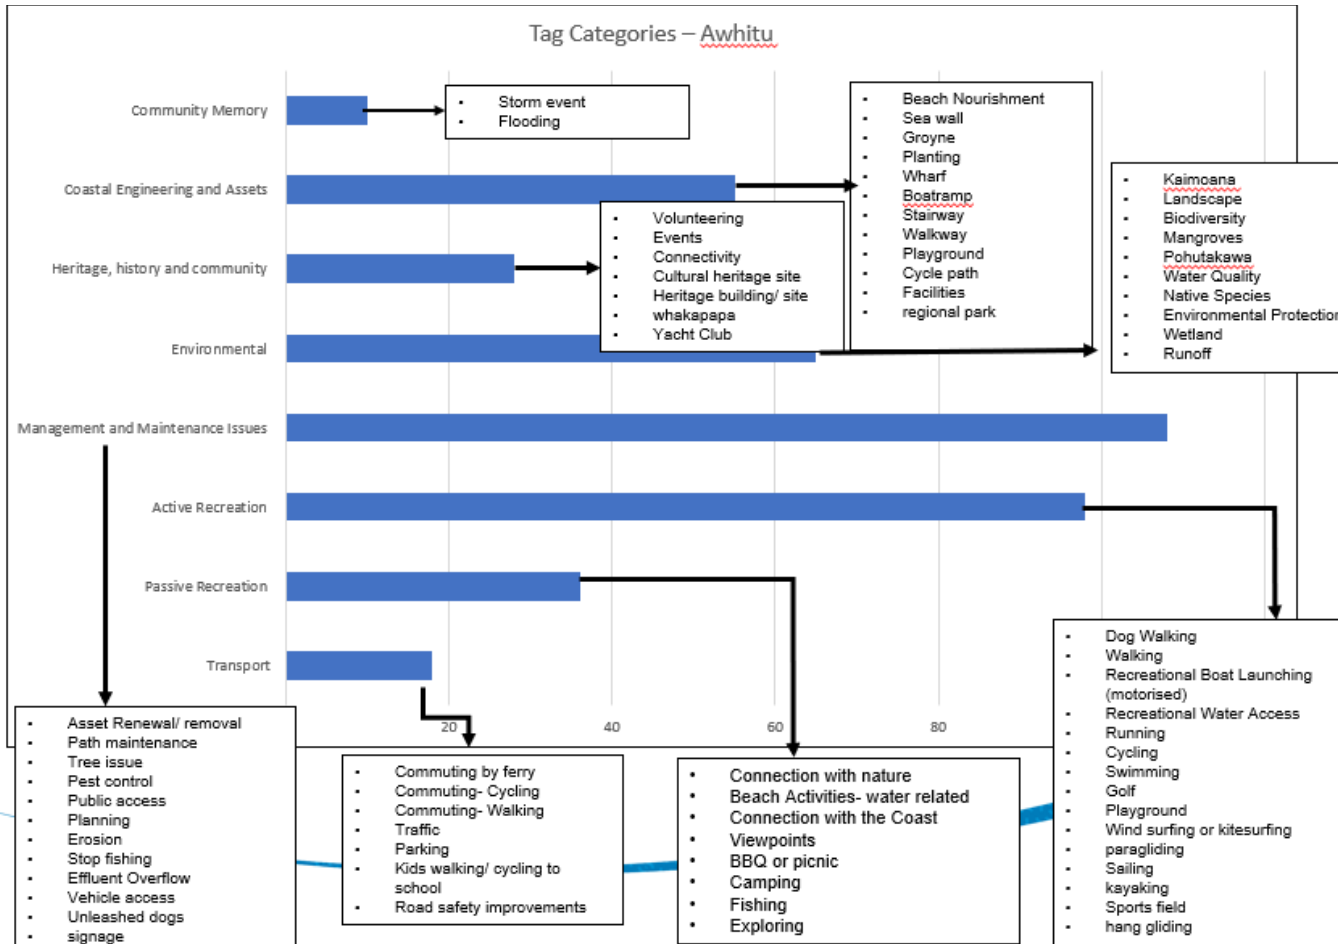 Tag Categories – Awhitu
Community Memory
Storm event
Flooding
Coastal Engineering and Assets
Beach Nourishment
Sea wall
Groyne
Planting
Wharf
Boatramp
Stairway
Walkway
Playground
Cycle path
Facilities
regional park
Heritage, history and community
Volunteering
Events
Connectivity
Cultural heritage site
Heritage building/ site
whakapapa
Yacht Club
Environmental
Kaimoana
Landscape
Biodiversity
Mangroves
Pohutakawa
Water Quality
Native Species
Environmental Protection
Wetland
Runoff
Management and Maintenance Issues
Active Recreation
Passive Recreation
Transport
20
40
60
80
Asset Renewal/ removal
Path maintenance
Tree issue
Pest control
Public access
Planning
Erosion
Stop fishing
Effluent Overflow
Vehicle access
Unleashed dogs
signage
Commuting by ferry
Commuting- Cycling
Commuting- Walking
Traffic
Parking
Kids walking/ cycling to
school
Road safety improvements
Connection with nature
Beach Activities- water related
Connection with the Coast
Viewpoints
BBQ or picnic
Camping
Fishing
Exploring
Dog Walking
Walking
Recreational Boat Launching
(motorised)
Recreational Water Access
Running
Cycling
Swimming
Golf
Playground
Wind surfing or kitesurfing
paragliding
Sailing
kayaking
Sports field
hang gliding